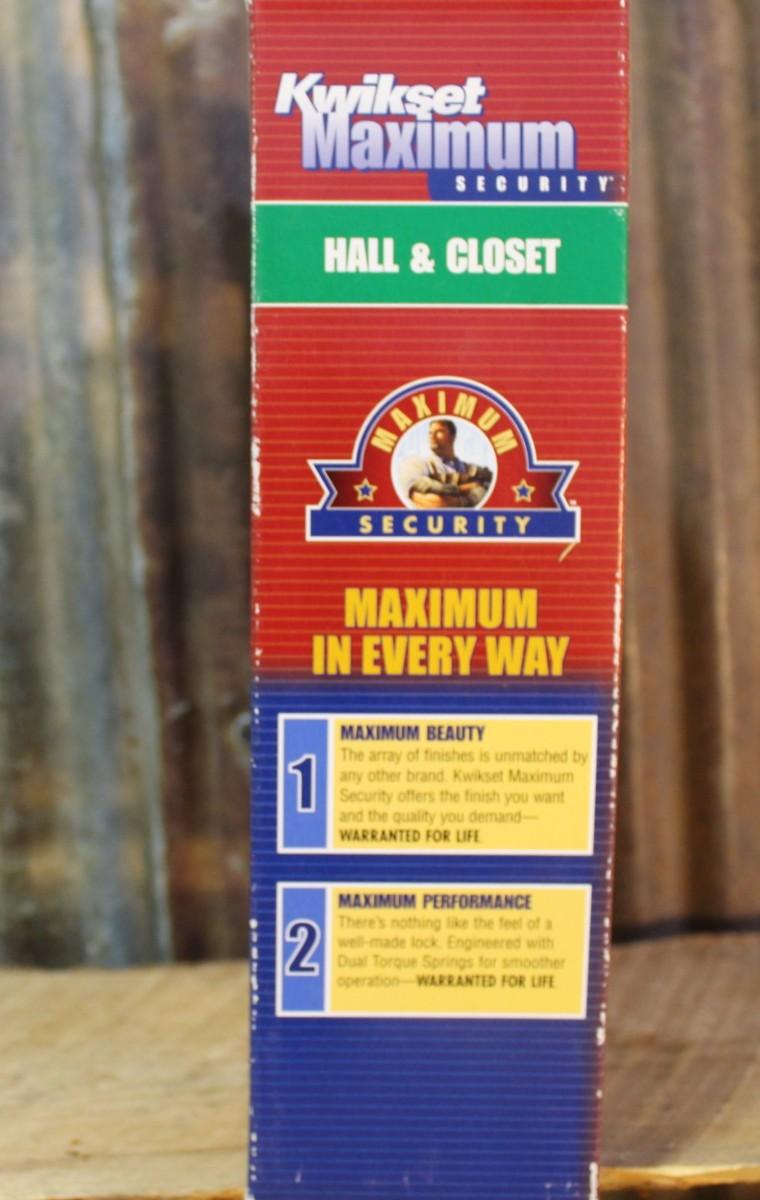 Kwikset
Maximum
SECURITY
HALL & CLOSET
MAXIMUM
SECURITY
MAXIMUM
IN EVERY WAY
1
MAXIMUM BEAUTY
The array of finishes is unmatched by
any other brand. Kwikset Maximum
Security offers the finish you want
and the quality you demand—
WARRANTED FOR LIFE.
2
MAXIMUM PERFORMANCE
There's nothing like the feel of a
well-made lock. Engineered with
Dual Torque Springs for smoother
operation—WARRANTED FOR LIFE.